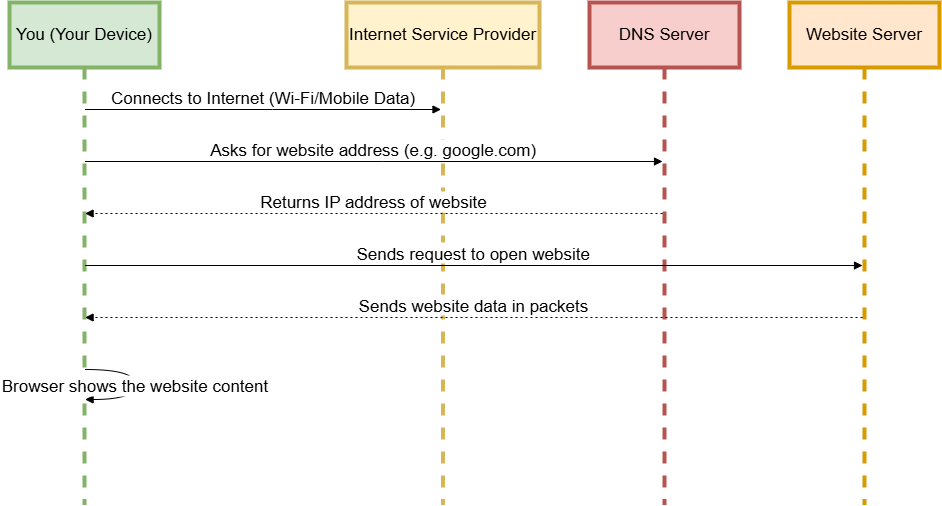 You (Your Device)
Internet Service Provider
DNS Server
Website Server
Connects to Internet (Wi-Fi/Mobile Data)
Asks for website address (e.g. google.com)
Returns IP address of website
Sends request to open website
Sends website data in packets
Browser shows the website content